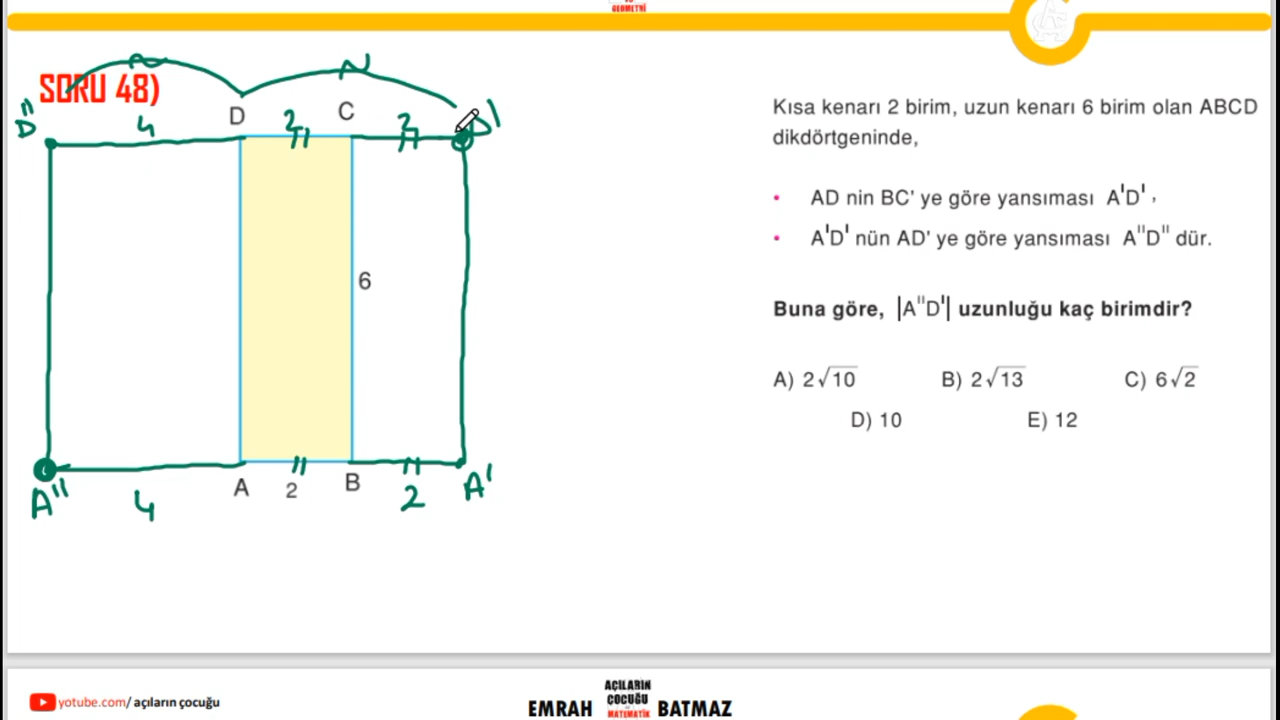 GEOMETRİ
SORU 48)
D"
4
D
2
C
2
D'
6
A"
4
A
2
B
2
A'
Kısa kenarı 2 birim, uzun kenarı 6 birim olan ABCD
dikdörtgeninde,
• AD nin BC' ye göre yansıması A'D' ,
• A'D' nün AD' ye göre yansıması A"D" dür.
Buna göre, |A"D'| uzunluğu kaç birimdir?
A) 2√10 B) 2√13 C) 6√2
D) 10 E) 12
yotube.com/ açıların çocuğu
EMRAH
AÇILARIN
ÇOCUĞU
MATEMATİK
BATMAZ